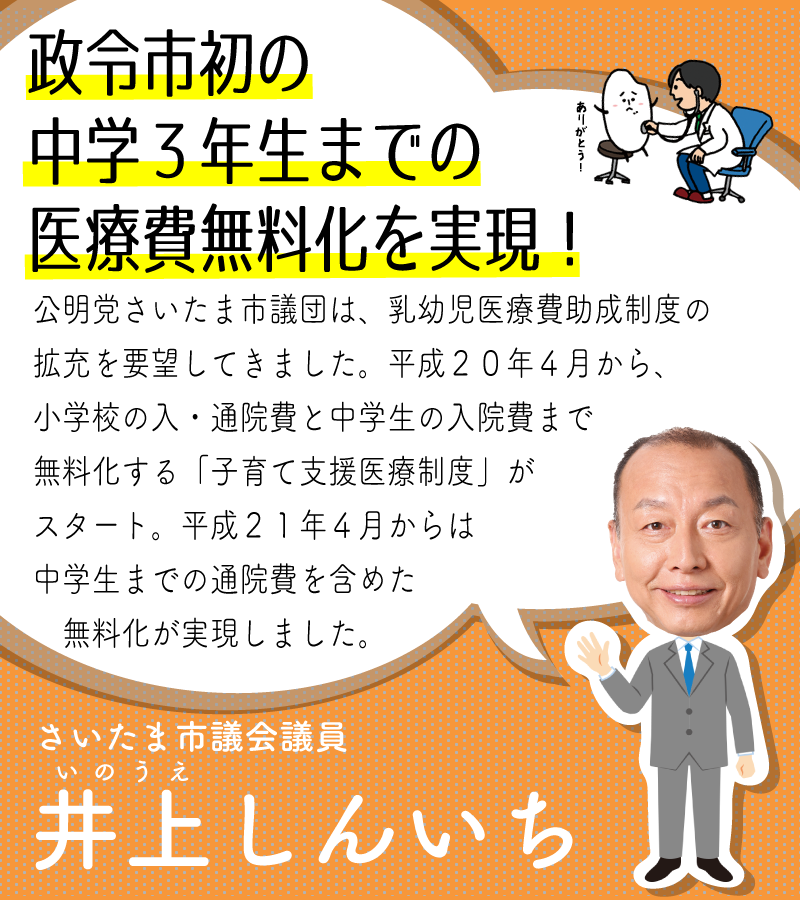 政令市初の
中学３年生までの
医療費無料化を実現！
ありがとう！
公明党さいたま市議団は、乳幼児医療費助成制度の
拡充を要望してきました。平成２０年４月から、
小学校の入・通院費と中学生の入院費まで
無料化する「子育て支援医療制度」が
スタート。平成２１年４月からは
中学生までの通院費を含めた
無料化が実現しました。
さいたま市議会議員
いのうえ
井上しんいち